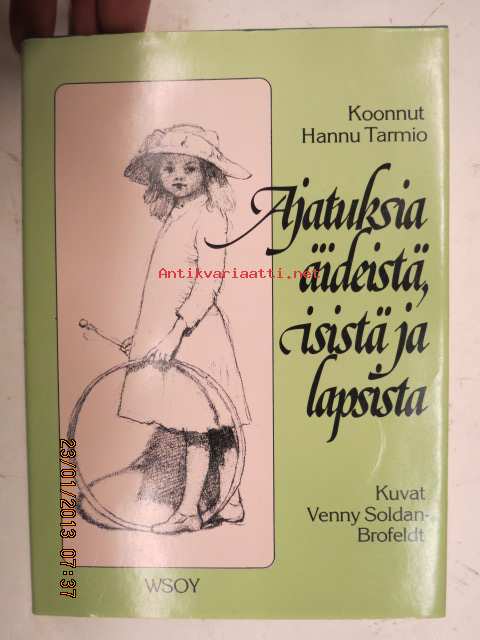 Koonnut
Hannu Tarmio
Ajatuksia
äideistä,
isistä ja
lapsista
Antikvariaatti.net
Kuvat
Venny Soldan-
Brofeldt
WSOY
23/01/2013 07:37